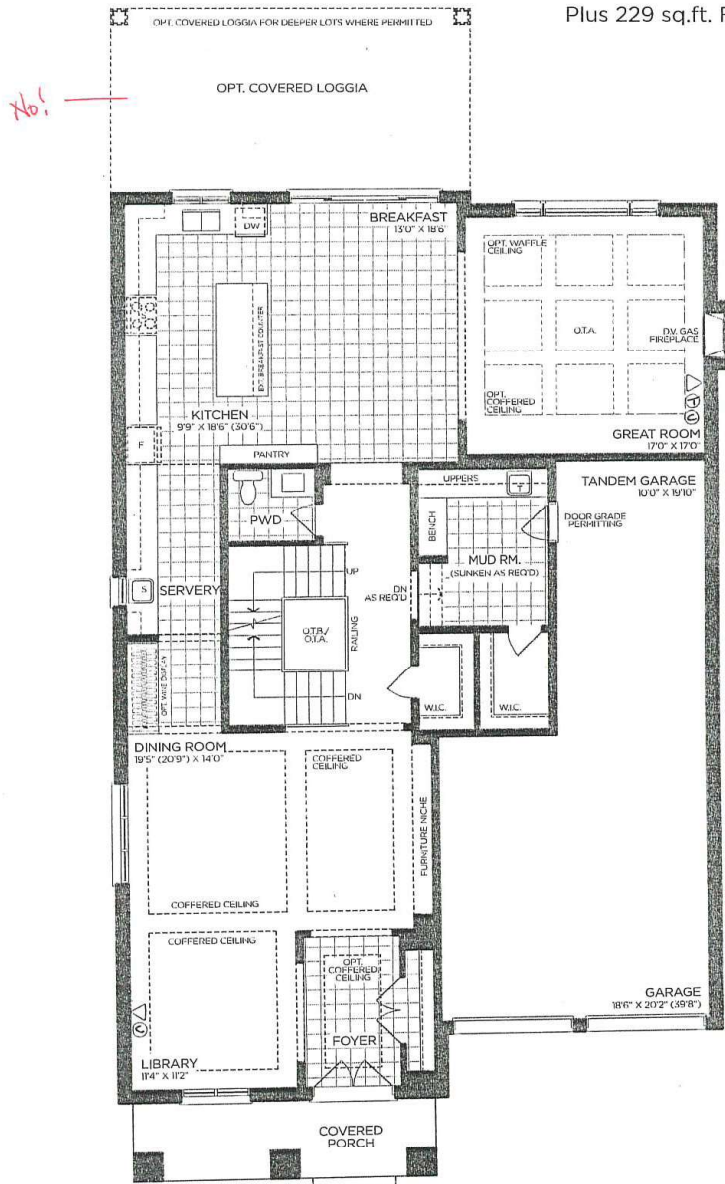 Plus 229 sq.ft. F
OPT. COVERED LOGGIA FOR DEEPER LOTS WHERE PERMITTED
OPT. COVERED LOGGIA
No!
BREAKFAST
13'0" X 18'6"
DW
OPT. WAFFLE
CEILING
EXT. BREAKFAST COUNTER
O.T.A.
D.V. GAS
FIREPLACE
OPT.
COFFERED
CEILING
KITCHEN
9'9" X 18'6" (30'6")
GREAT ROOM
17'0" X 17'0"
F
PANTRY
UPPERS
T
TANDEM GARAGE
10'0" X 19'10"
PWD
BENCH
DOOR GRADE
PERMITTING
MUD RM.
(SUNKEN AS REQ'D)
UP
DN
AS REQ'D
S
SERVERY
O.T.B./
O.T.A.
RAILING
OPT. WINE DISPLAY
DN
W.I.C.
W.I.C.
DINING ROOM
19'5" (20'9") X 14'0"
COFFERED
CEILING
FURNITURE NICHE
COFFERED CEILING
COFFERED CEILING
OPT.
COFFERED
CEILING
GARAGE
18'6" X 20'2" (39'8")
FOYER
LIBRARY
11'4" X 11'2"
COVERED
PORCH